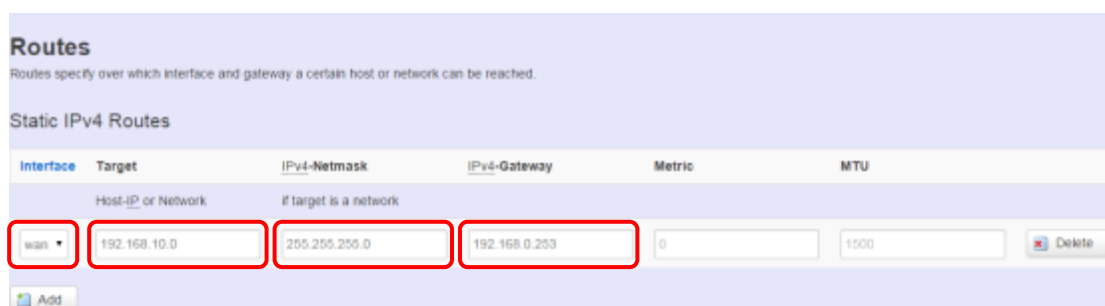 Routes
Routes specify over which interface and gateway a certain host or network can be reached.
Static IPv4 Routes
Interface Target IPv4-Netmask IPv4-Gateway Metric MTU
Host-IP or Network if target is a network
wan 192.168.10.0 255.255.255.0 192.168.0.253 0 1500 Delete
Add